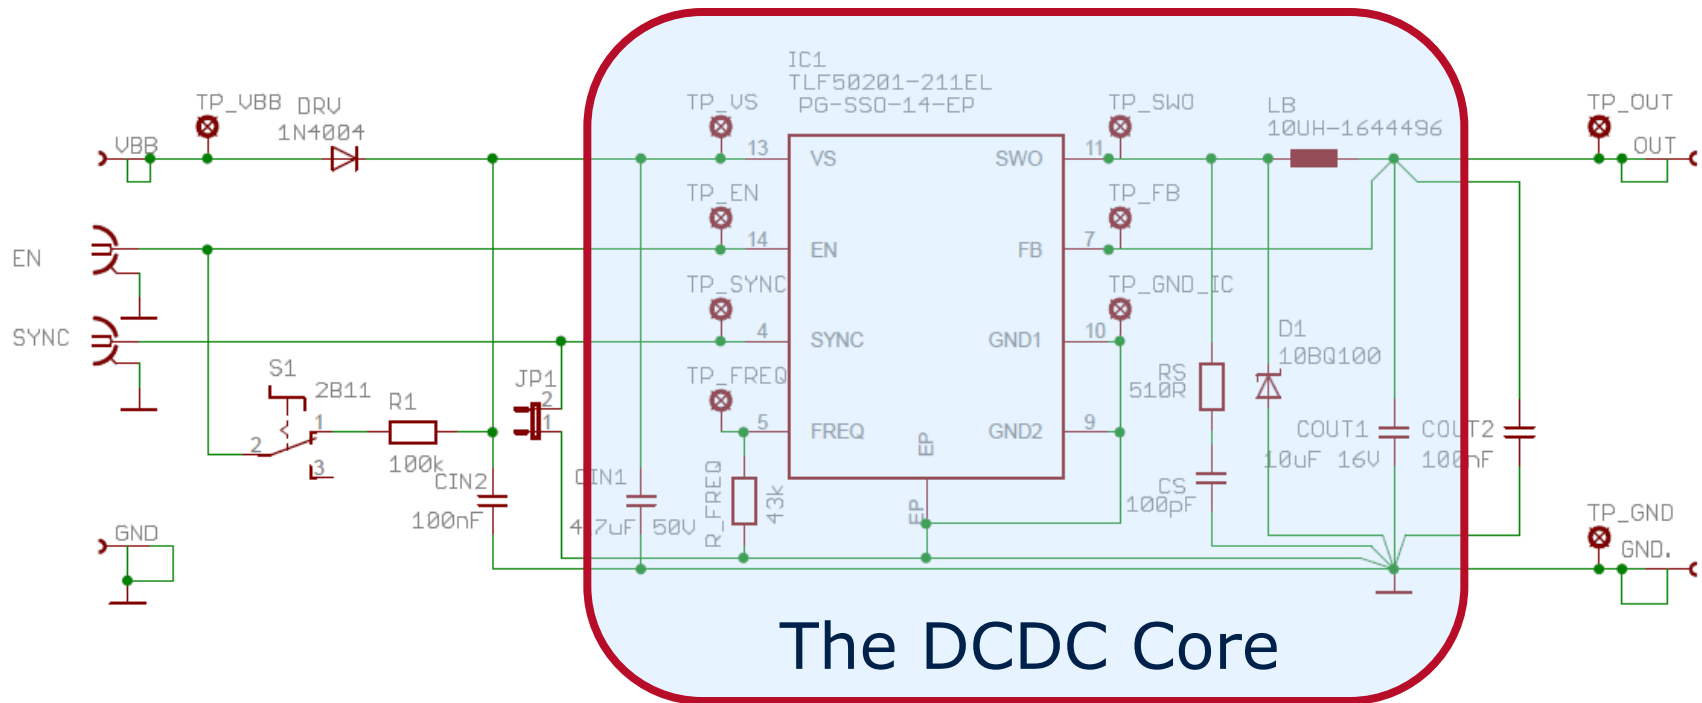 IC1
TLF50201-211EL
PG-SSO-14-EP
TP_VBB
DRV
1N4004
VBB
TP_VS
13
VS
SWO
11
TP_SWO
LB
10UH-1644496
TP_OUT
OUT
TP_EN
14
EN
FB
7
TP_FB
EN
TP_SYNC
4
SYNC
GND1
10
TP_GND_IC
SYNC
S1
2B11
1
2
3
R1
100k
JP1
2
1
TP_FREQ
5
FREQ
GND2
9
EP
EP
RS
510R
D1
10BQ100
CIN2
100nF
CIN1
4.7uF 50V
R_FREQ
43k
CS
100pF
COUT1
10uF 16V
COUT2
100nF
GND
TP_GND
GND.
The DCDC Core